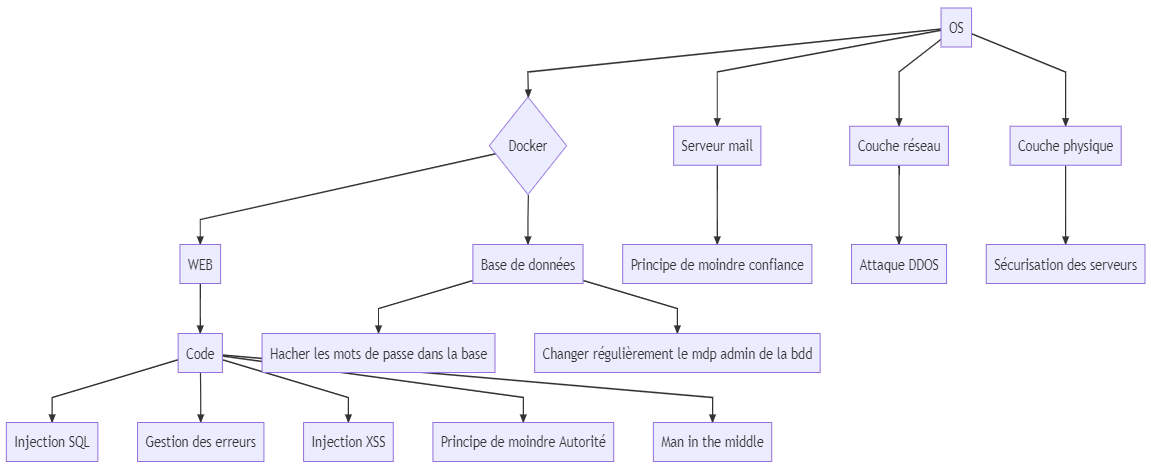 OS
Docker
Serveur mail
Couche réseau
Couche physique
WEB
Base de données
Principe de moindre confiance
Attaque DDOS
Sécurisation des serveurs
Code
Hacher les mots de passe dans la base
Changer régulièrement le mdp admin de la bdd
Injection SQL
Gestion des erreurs
Injection XSS
Principe de moindre Autorité
Man in the middle